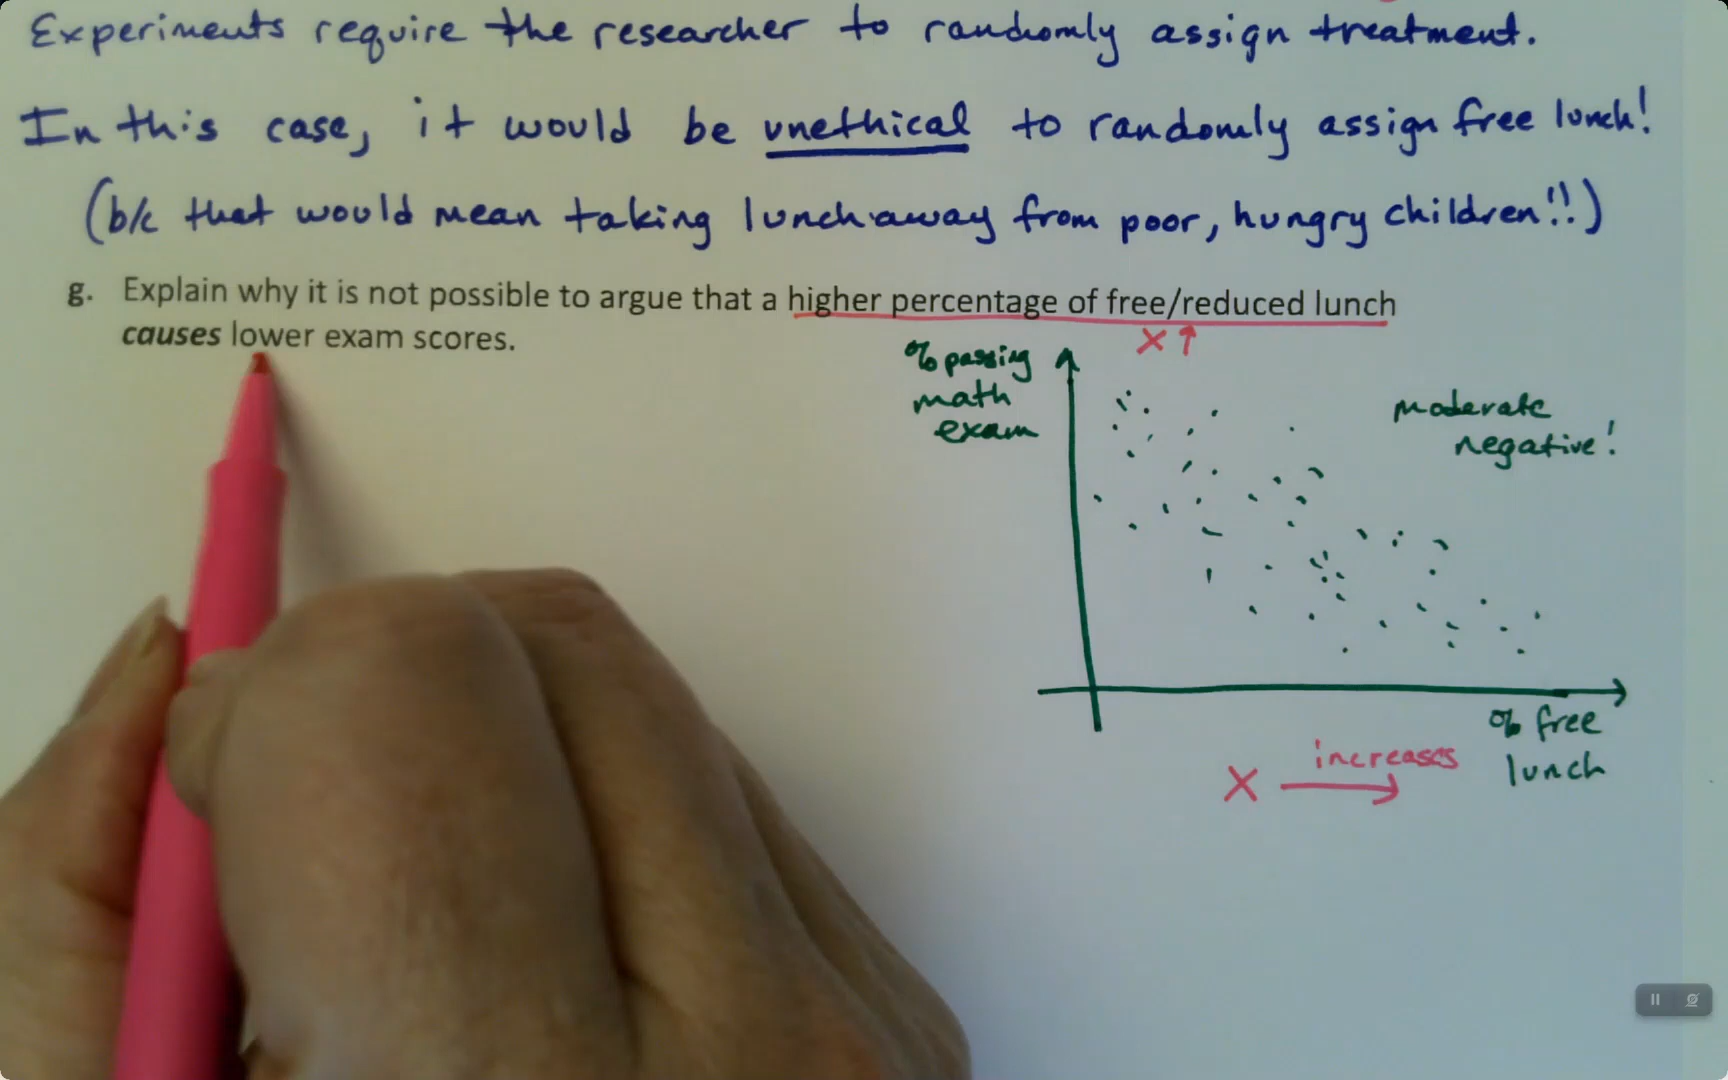 Experiments require the researcher to randomly assign treatment.
In this case, it would be unethical to randomly assign free lunch!
(b/c that would mean taking lunch away from poor, hungry children!!)
g. Explain why it is not possible to argue that a higher percentage of free/reduced lunch
causes lower exam scores.
X ↑
% passing
math
exam
moderate
negative!
% free
lunch
X increases →